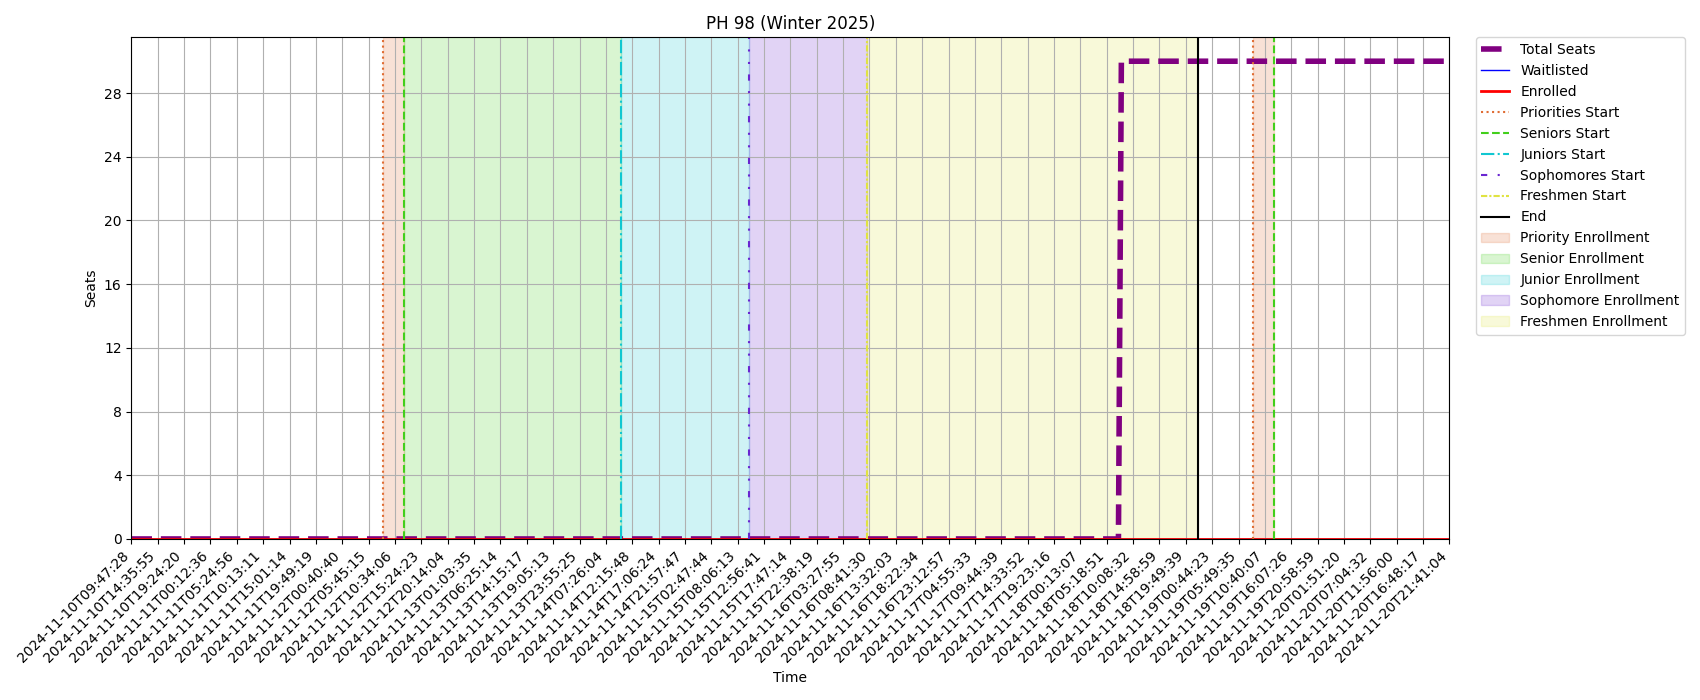 PH 98 (Winter 2025)
Seats
28
24
20
16
12
8
4
0
2024-11-10T09:47:28
2024-11-10T14:35:55
2024-11-10T19:24:20
2024-11-11T00:12:36
2024-11-11T05:24:56
2024-11-11T10:13:11
2024-11-11T15:01:14
2024-11-11T19:49:19
2024-11-12T00:40:40
2024-11-12T05:45:15
2024-11-12T10:34:06
2024-11-12T15:24:23
2024-11-12T20:14:04
2024-11-13T01:03:35
2024-11-13T06:25:14
2024-11-13T14:15:17
2024-11-13T19:05:13
2024-11-13T23:55:25
2024-11-14T07:26:04
2024-11-14T12:15:48
2024-11-14T17:06:24
2024-11-14T21:57:47
2024-11-15T02:47:44
2024-11-15T08:06:13
2024-11-15T12:56:41
2024-11-15T17:47:14
2024-11-15T22:38:19
2024-11-16T03:27:55
2024-11-16T08:41:30
2024-11-16T13:32:03
2024-11-16T18:22:34
2024-11-16T23:12:57
2024-11-17T04:55:33
2024-11-17T09:44:39
2024-11-17T14:33:52
2024-11-17T19:23:16
2024-11-18T00:13:07
2024-11-18T05:18:51
2024-11-18T10:08:32
2024-11-18T14:58:59
2024-11-18T19:49:39
2024-11-19T00:44:23
2024-11-19T05:49:35
2024-11-19T10:40:07
2024-11-19T16:07:26
2024-11-19T20:58:59
2024-11-20T01:51:20
2024-11-20T07:04:32
2024-11-20T11:56:00
2024-11-20T16:48:17
2024-11-20T21:41:04
Time
Total Seats
Waitlisted
Enrolled
Priorities Start
Seniors Start
Juniors Start
Sophomores Start
Freshmen Start
End
Priority Enrollment
Senior Enrollment
Junior Enrollment
Sophomore Enrollment
Freshmen Enrollment